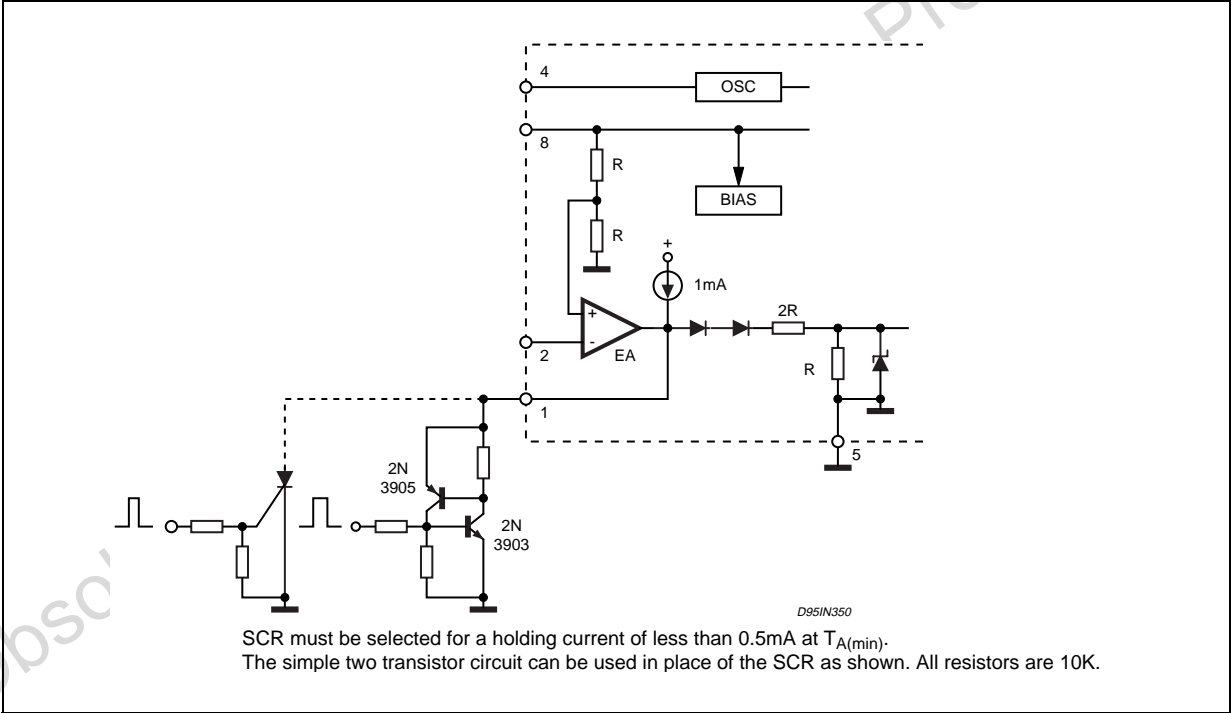 4
OSC
8
R
BIAS
R
+
1mA
+
-
EA
2R
2
R
1
5
2N
3905
2N
3903
D95IN350
SCR must be selected for a holding current of less than 0.5mA at TA(min).
The simple two transistor circuit can be used in place of the SCR as shown. All resistors are 10K.